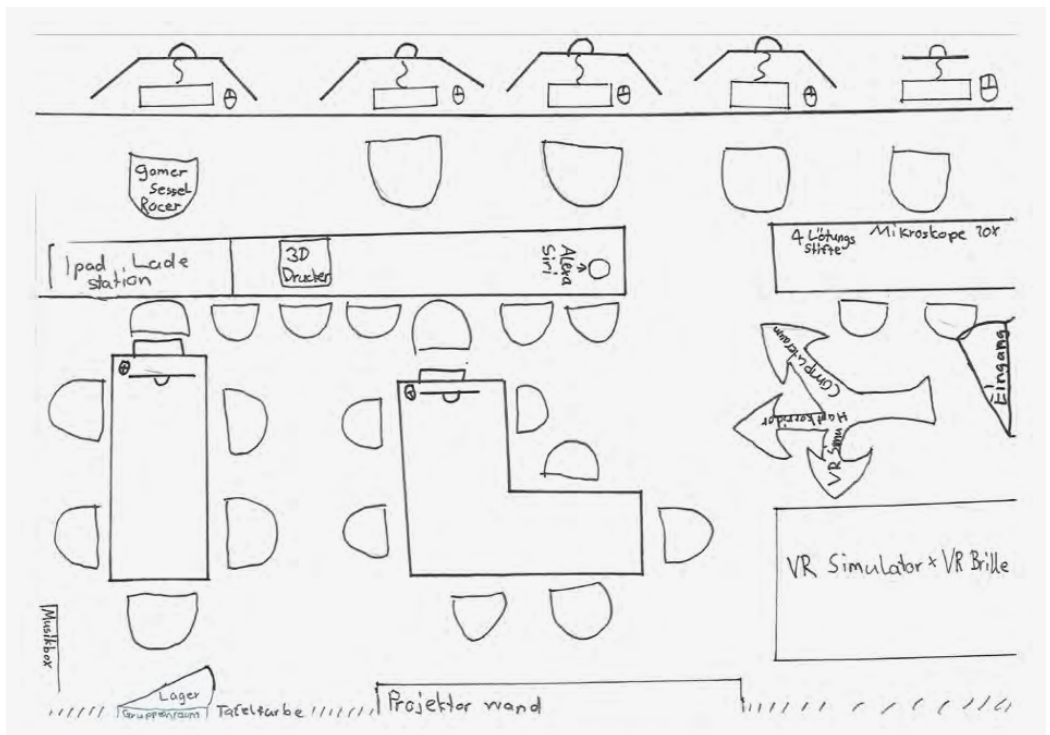 gamer
Sessel
Racer
Ipad Lade
station
3D
Drucker
Alexa
Siri
4 Lötungs
stifte
Mikroskope 10x
Computerraum
Hauptkorridor
VR Simu
Eingang
VR Simulator x VR Brille
Musikbox
Lager
Gruppenraum
Tafelfarbe
Projektor wand